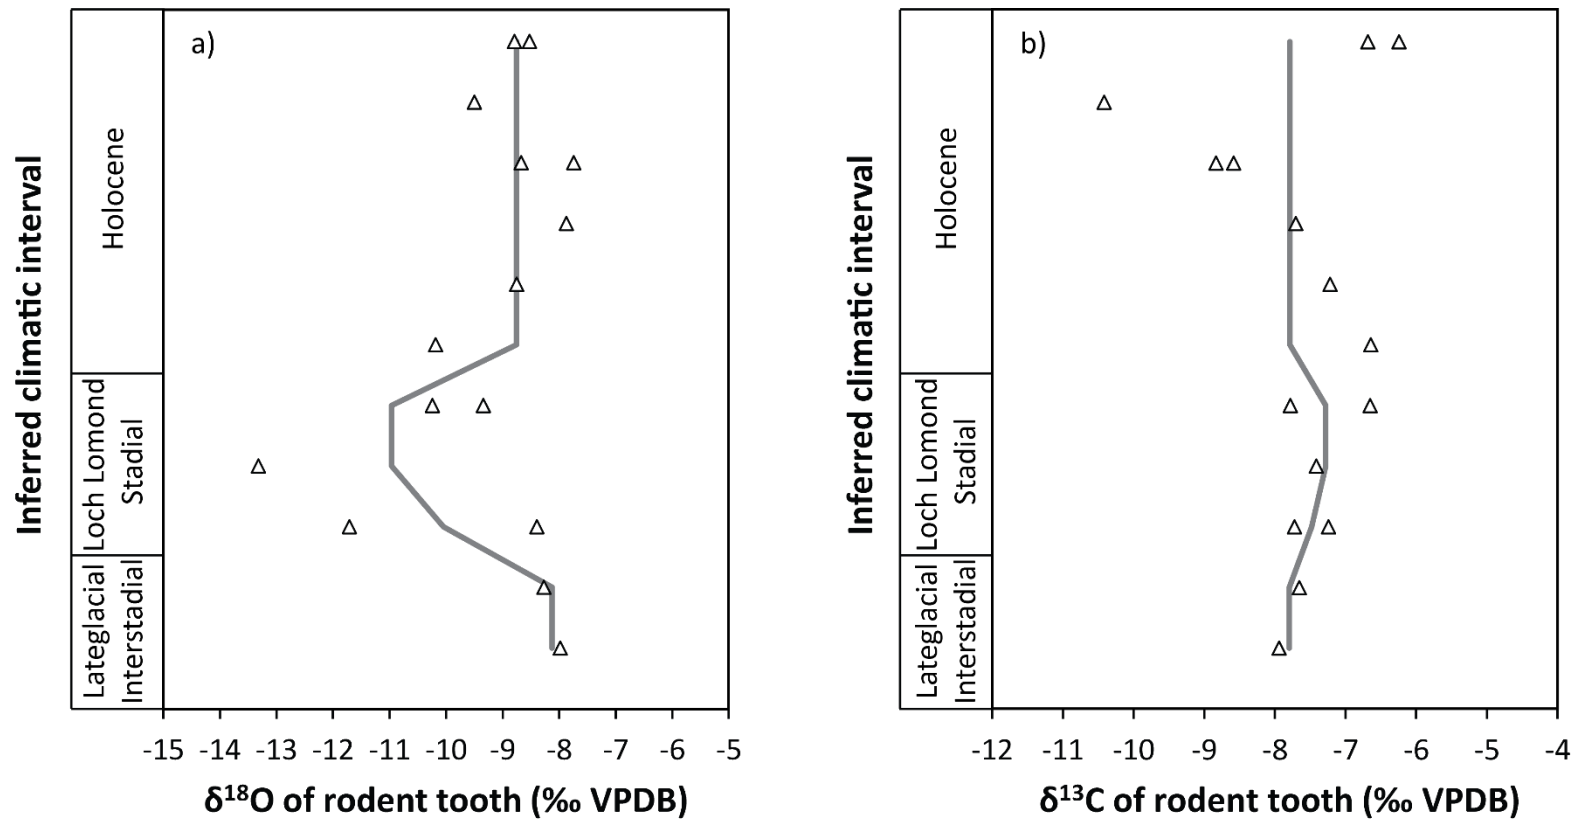 a)
Inferred climatic interval
Holocene
Loch Lomond
Stadial
Lateglacial
Interstadial
-15 -14 -13 -12 -11 -10 -9 -8 -7 -6 -5
δ¹⁸O of rodent tooth (‰ VPDB)
b)
Inferred climatic interval
Holocene
Loch Lomond
Stadial
Lateglacial
Interstadial
-12 -11 -10 -9 -8 -7 -6 -5 -4
δ¹³C of rodent tooth (‰ VPDB)